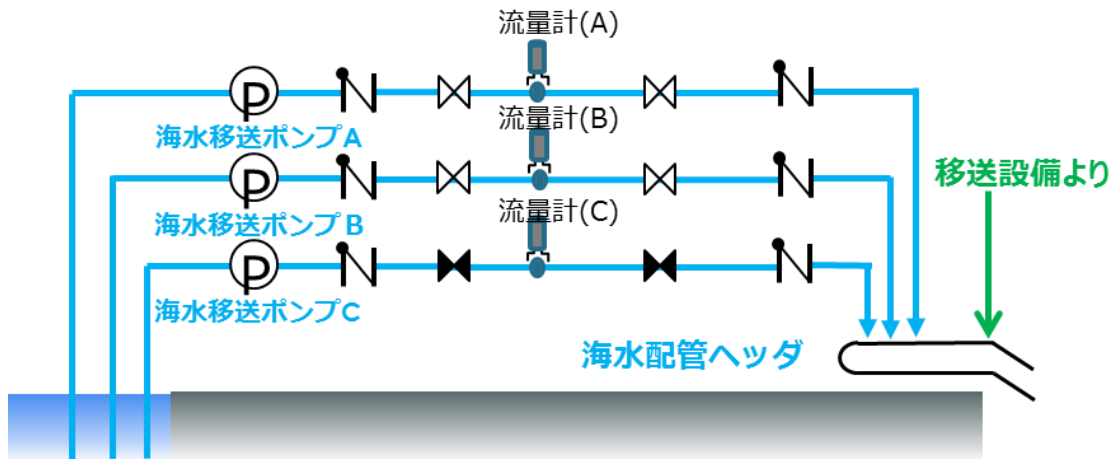 流量計(A)
P
海水移送ポンプA
流量計(B)
P
海水移送ポンプB
移送設備より
流量計(C)
P
海水移送ポンプC
海水配管ヘッダ